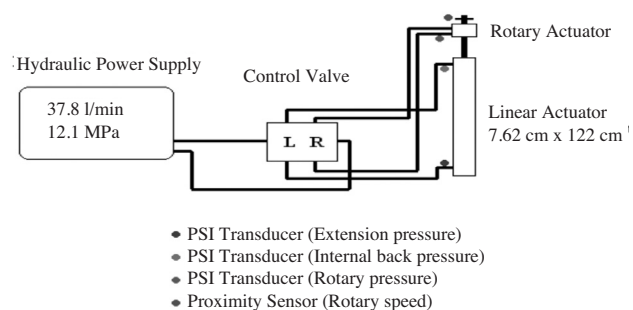 Rotary Actuator
Hydraulic Power Supply
Control Valve
37.8 l/min
12.1 MPa
Linear Actuator
7.62 cm x 122 cm
L R
PSI Transducer (Extension pressure)
PSI Transducer (Internal back pressure)
PSI Transducer (Rotary pressure)
Proximity Sensor (Rotary speed)